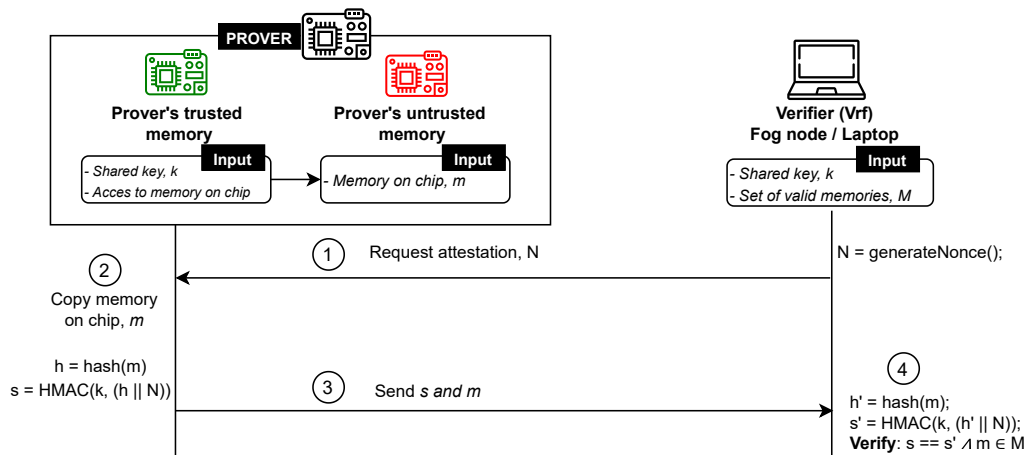 PROVER
Prover's trusted
memory
Prover's untrusted
memory
Verifier (Vrf)
Fog node / Laptop
Input
- Shared key, k
- Acces to memory on chip
Input
- Memory on chip, m
Input
- Shared key, k
- Set of valid memories, M
1
Request attestation, N
N = generateNonce();
2
Copy memory
on chip, m
h = hash(m)
s = HMAC(k, (h || N))
3
Send s and m
4
h' = hash(m);
s' = HMAC(k, (h' || N));
Verify: s == s' ∧ m ∈ M